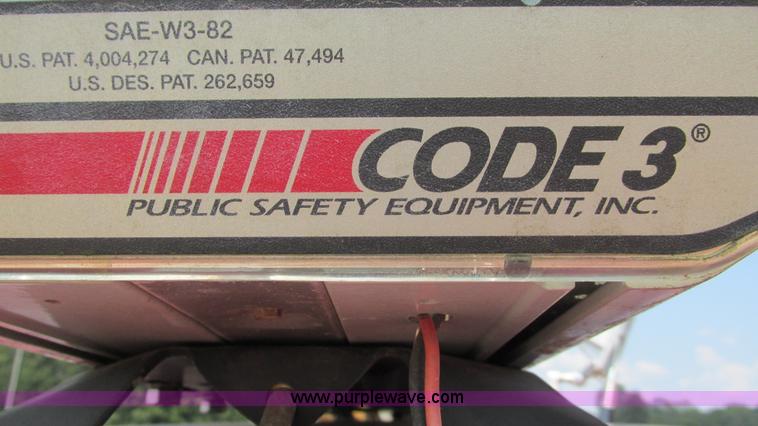 SAE-W3-82
U.S. PAT. 4,004,274 CAN. PAT. 47,494
U.S. DES. PAT. 262,659
CODE 3®
PUBLIC SAFETY EQUIPMENT, INC.
www.purplewave.com